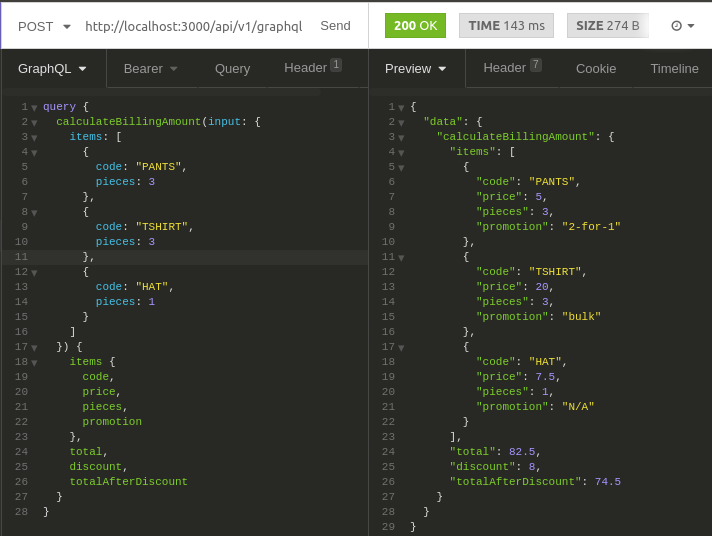 POST http://localhost:3000/api/v1/graphql Send 200 OK TIME 143 ms SIZE 274 B
GraphQL Bearer Query Header 1 Preview Header 7 Cookie Timeline
1 query {
2 calculateBillingAmount(input: {
3 items: [
4 {
5 code: "PANTS",
6 pieces: 3
7 },
8 {
9 code: "TSHIRT",
10 pieces: 3
11 },
12 {
13 code: "HAT",
14 pieces: 1
15 }
16 ]
17 }) {
18 items {
19 code,
20 price,
21 pieces,
22 promotion
23 },
24 total,
25 discount,
26 totalAfterDiscount
27 }
28 }
1 {
2 "data": {
3 "calculateBillingAmount": {
4 "items": [
5 {
6 "code": "PANTS",
7 "price": 5,
8 "pieces": 3,
9 "promotion": "2-for-1"
10 },
11 {
12 "code": "TSHIRT",
13 "price": 20,
14 "pieces": 3,
15 "promotion": "bulk"
16 },
17 {
18 "code": "HAT",
19 "price": 7.5,
20 "pieces": 1,
21 "promotion": "N/A"
22 }
23 ],
24 "total": 82.5,
25 "discount": 8,
26 "totalAfterDiscount": 74.5
27 }
28 }
29 }